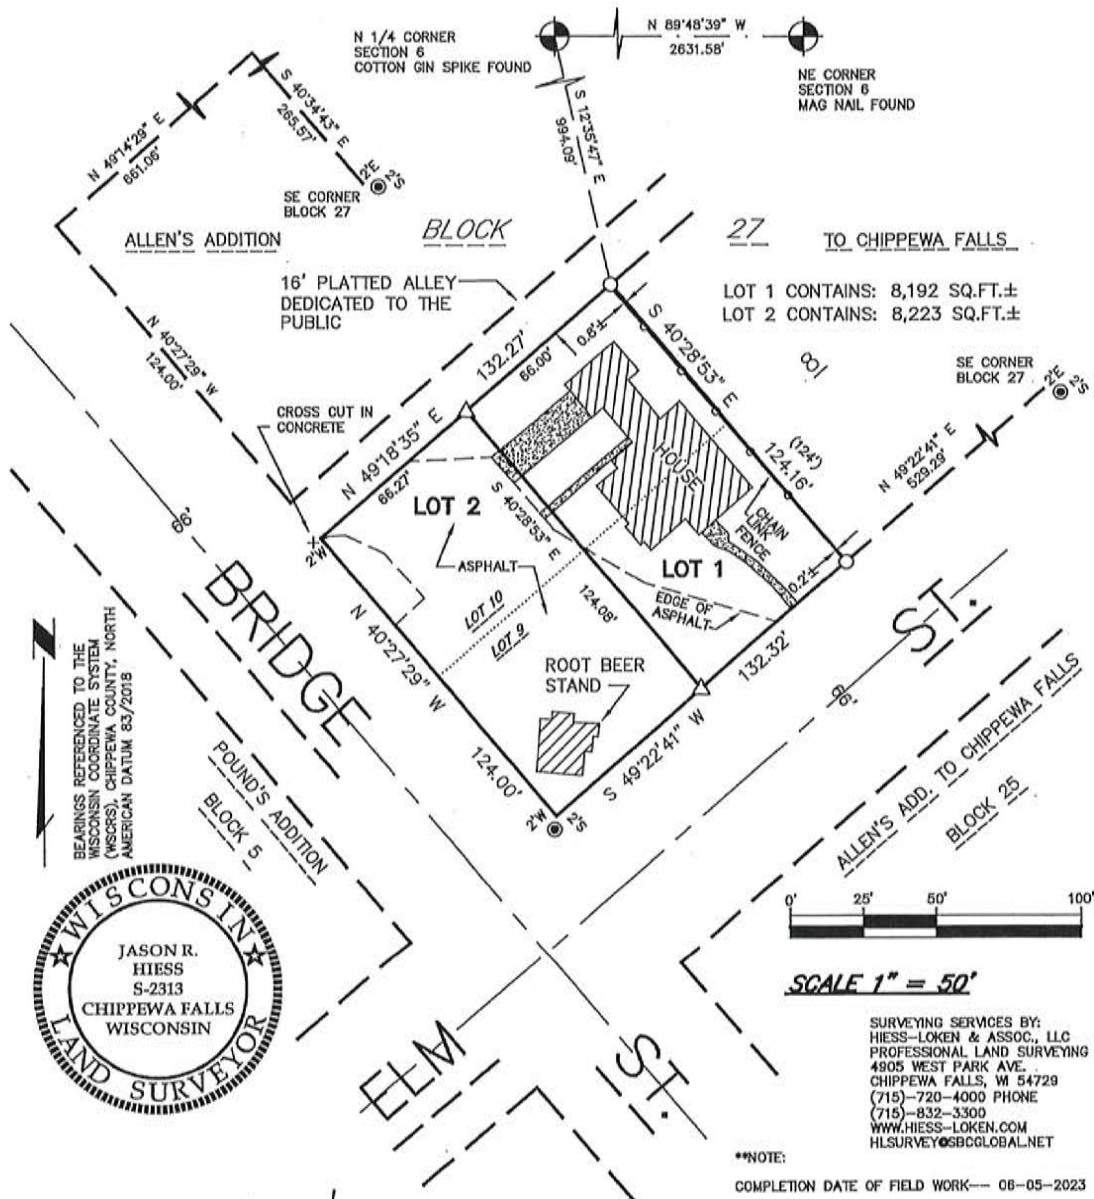 N 1/4 CORNER
SECTION 6
COTTON GIN SPIKE FOUND
N 89°48'39" W
2631.58'
NE CORNER
SECTION 6
MAG NAIL FOUND
S 12°35'47" E
994.09'
N 49°14'29" E
661.06'
S 40°34'43" E
265.57'
2'E
2'S
SE CORNER
BLOCK 27
ALLEN'S ADDITION
BLOCK
27
TO CHIPPEWA FALLS
16' PLATTED ALLEY
DEDICATED TO THE
PUBLIC
LOT 1 CONTAINS: 8,192 SQ.FT.±
LOT 2 CONTAINS: 8,223 SQ.FT.±
N 40°27'29" W
124.00'
132.27'
66.00'
0.8'±
S 40°28'53" E
SE CORNER
BLOCK 27
2'E
2'S
CROSS CUT IN
CONCRETE
N 49°18'35" E
66.27'
(124')
124.16'
N 49°22'41" E
529.29'
HOUSE
LOT 2
S 40°28'53" E
CHAIN
LINK
FENCE
66'
2'W
ASPHALT
LOT 1
0.2'±
BRIDGE
ST.
LOT 10
LOT 9
124.08'
EDGE OF
ASPHALT
N 40°27'29" W
ROOT BEER
STAND
132.32'
66'
BEARINGS REFERENCED TO THE
WISCONSIN COORDINATE SYSTEM
(WSCRS), CHIPPEWA COUNTY, NORTH
AMERICAN DATUM 83/2018
124.00'
S 49°22'41" W
2'W
2'S
POUND'S ADDITION
BLOCK 5
ALLEN'S ADD. TO CHIPPEWA FALLS
BLOCK 25
WISCONSIN
JASON R.
HIESS
S-2313
CHIPPEWA FALLS
WISCONSIN
LAND SURVEYOR
0' 25' 50' 100'
SCALE 1" = 50'
ELM
ST.
SURVEYING SERVICES BY:
HIESS-LOKEN & ASSOC., LLC
PROFESSIONAL LAND SURVEYING
4905 WEST PARK AVE.
CHIPPEWA FALLS, WI 54729
(715)-720-4000 PHONE
(715)-832-3300
WWW.HIESS-LOKEN.COM
HLSURVEY@SBCGLOBAL.NET
**NOTE:
COMPLETION DATE OF FIELD WORK-- 06-05-2023